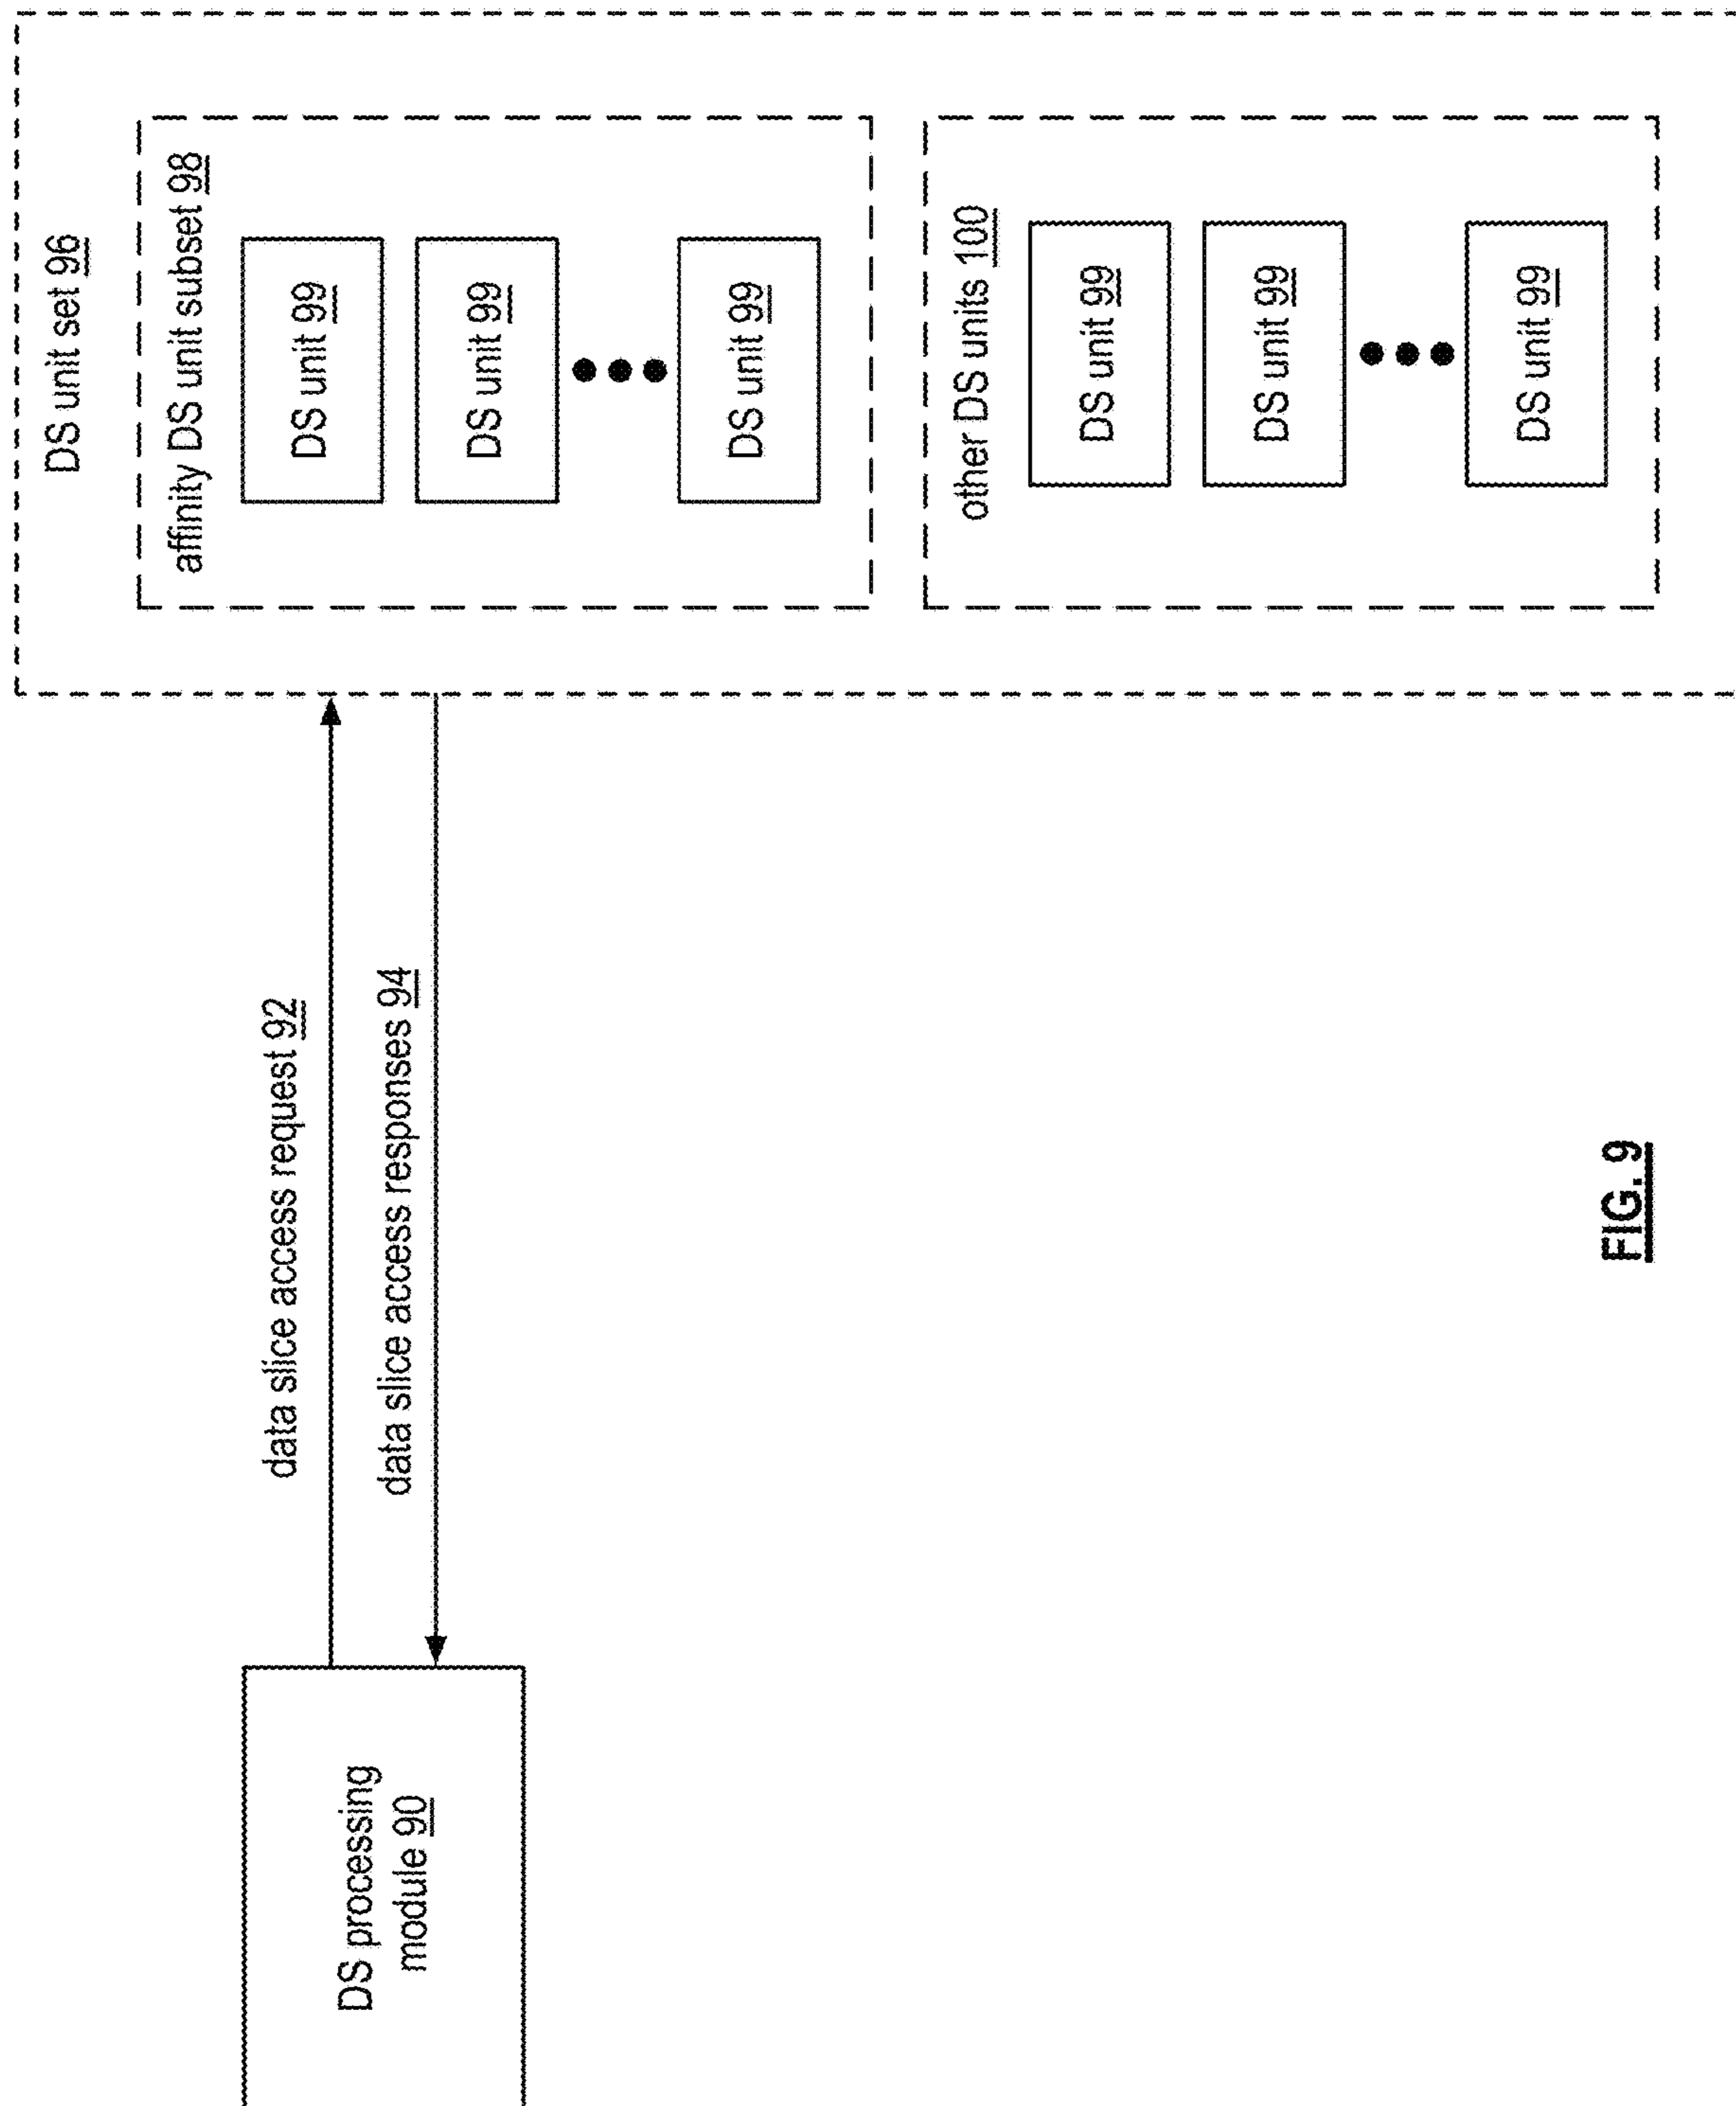 DS processing
module 90
data slice access request 92
data slice access responses 94
DS unit set 96
affinity DS unit subset 98
DS unit 99
DS unit 99
DS unit 99
other DS units 100
DS unit 99
DS unit 99
DS unit 99
FIG. 9